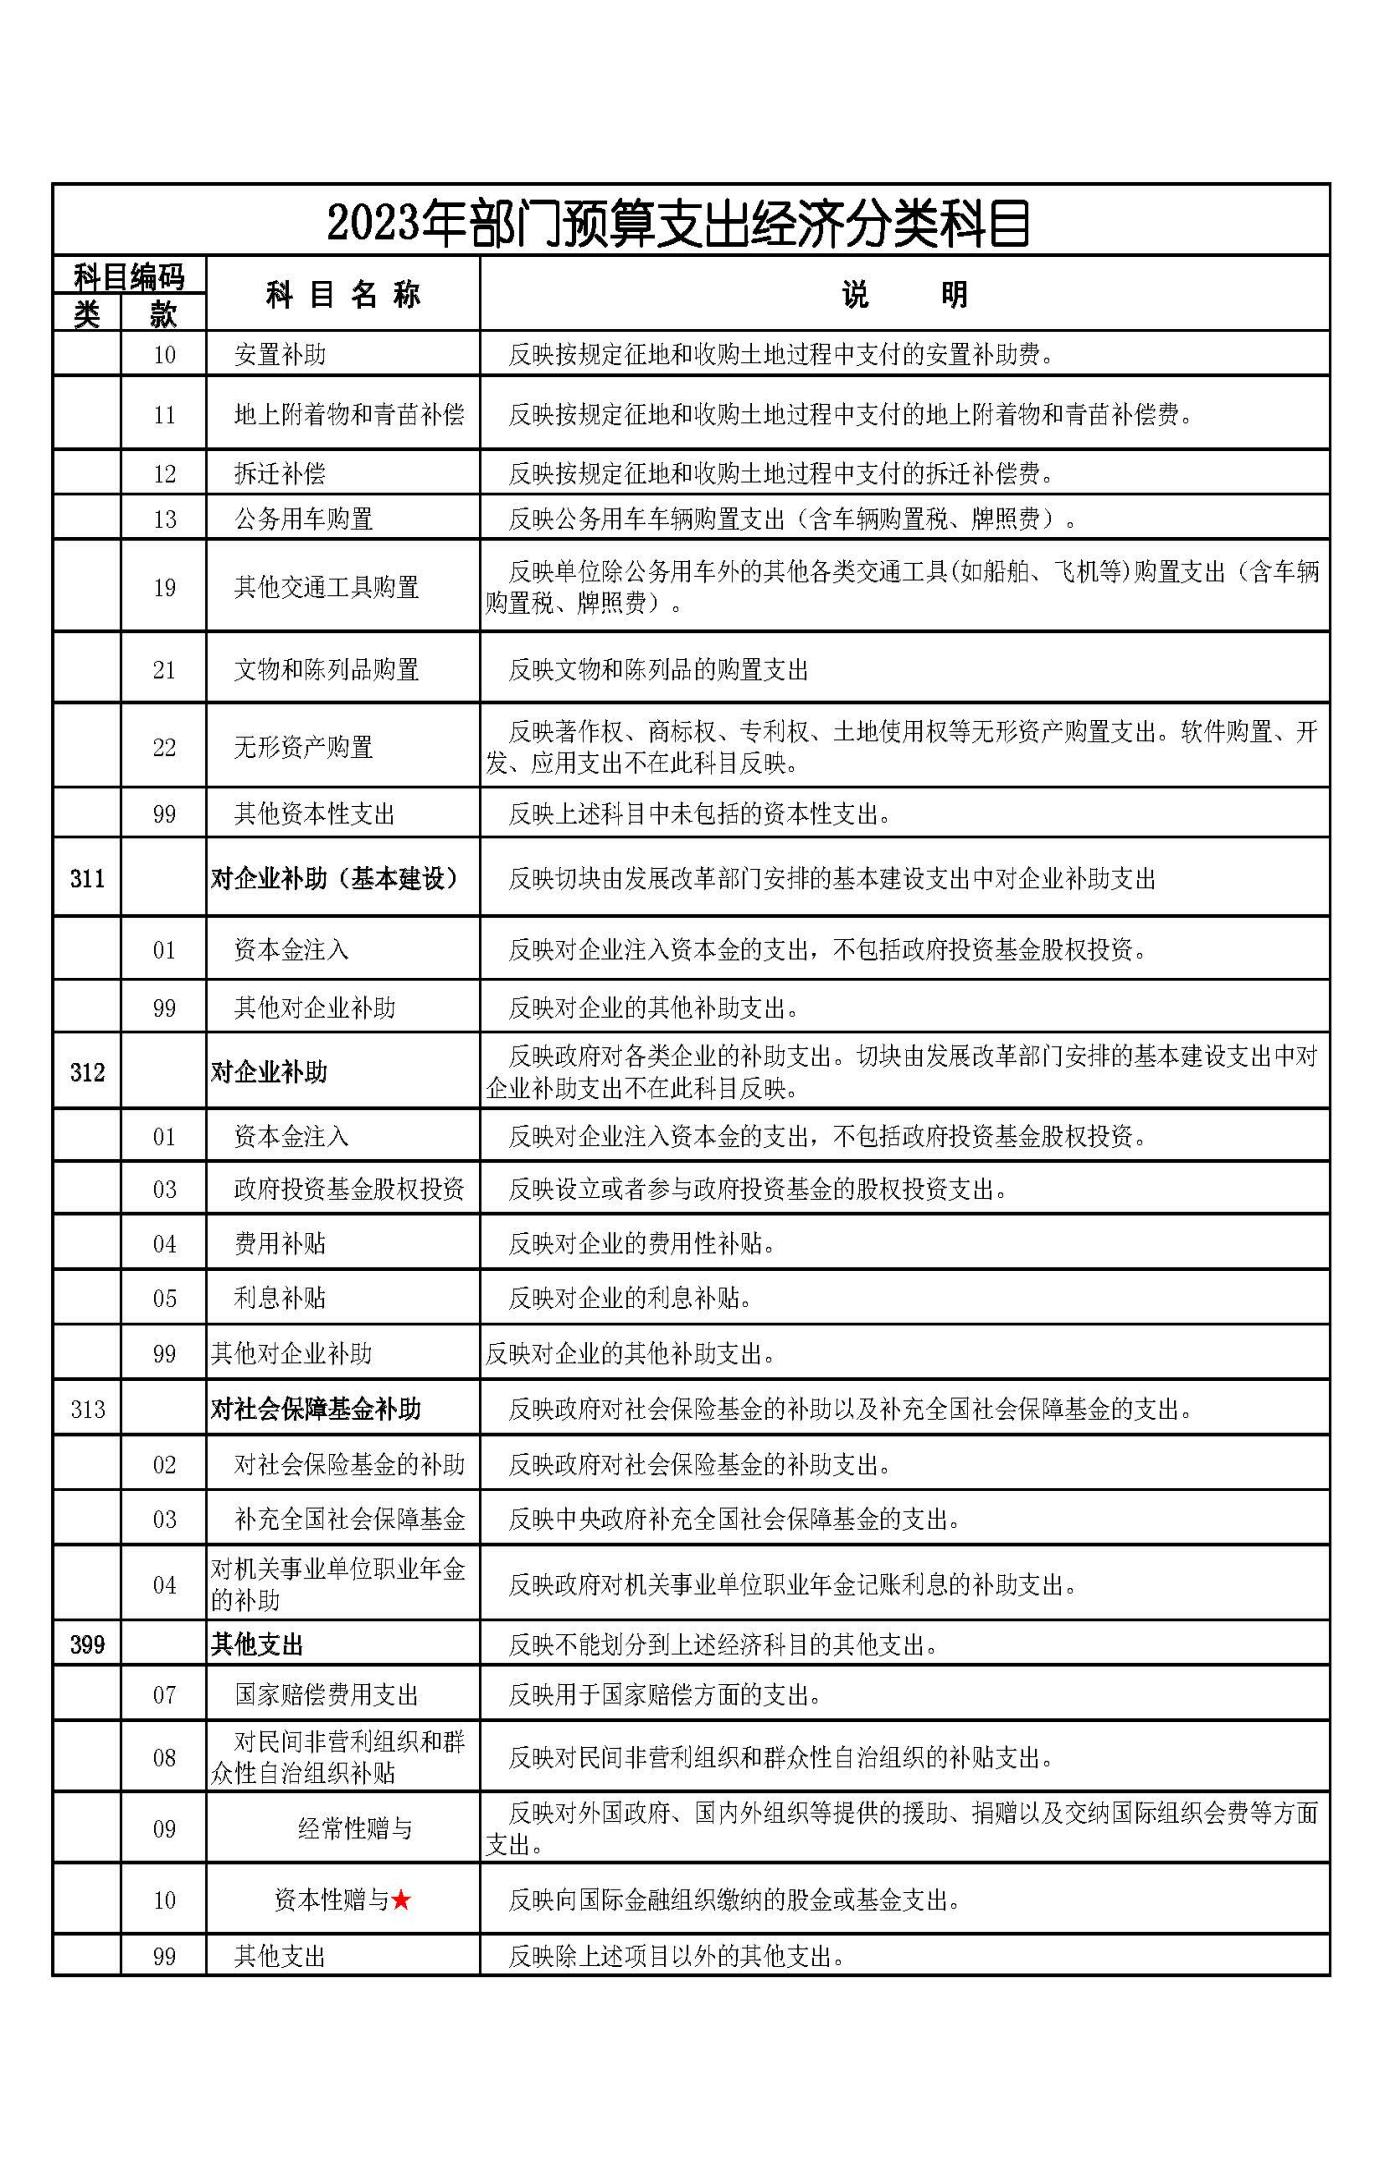 2023年部门预算支出经济分类科目
科目编码 科目名称 说 明
类 款
10 安置补助 反映按规定征地和收购土地过程中支付的安置补助费。
11 地上附着物和青苗补偿 反映按规定征地和收购土地过程中支付的地上附着物和青苗补偿费。
12 拆迁补偿 反映按规定征地和收购土地过程中支付的拆迁补偿费。
13 公务用车购置 反映公务用车车辆购置支出（含车辆购置税、牌照费）。
19 其他交通工具购置 反映单位除公务用车外的其他各类交通工具(如船舶、飞机等)购置支出（含车辆
购置税、牌照费）。
21 文物和陈列品购置 反映文物和陈列品的购置支出
22 无形资产购置 反映著作权、商标权、专利权、土地使用权等无形资产购置支出。软件购置、开
发、应用支出不在此科目反映。
99 其他资本性支出 反映上述科目中未包括的资本性支出。
311 对企业补助（基本建设） 反映切块由发展改革部门安排的基本建设支出中对企业补助支出
01 资本金注入 反映对企业注入资本金的支出，不包括政府投资基金股权投资。
99 其他对企业补助 反映对企业的其他补助支出。
312 对企业补助 反映政府对各类企业的补助支出。切块由发展改革部门安排的基本建设支出中对
企业补助支出不在此科目反映。
01 资本金注入 反映对企业注入资本金的支出，不包括政府投资基金股权投资。
03 政府投资基金股权投资 反映设立或者参与政府投资基金的股权投资支出。
04 费用补贴 反映对企业的费用性补贴。
05 利息补贴 反映对企业的利息补贴。
99 其他对企业补助 反映对企业的其他补助支出。
313 对社会保障基金补助 反映政府对社会保险基金的补助以及补充全国社会保障基金的支出。
02 对社会保险基金的补助 反映政府对社会保险基金的补助支出。
03 补充全国社会保障基金 反映中央政府补充全国社会保障基金的支出。
04 对机关事业单位职业年金
的补助 反映政府对机关事业单位职业年金记账利息的补助支出。
399 其他支出 反映不能划分到上述经济科目的其他支出。
07 国家赔偿费用支出 反映用于国家赔偿方面的支出。
08 对民间非营利组织和群
众性自治组织补贴 反映对民间非营利组织和群众性自治组织的补贴支出。
09 经常性赠与 反映对外国政府、国内外组织等提供的援助、捐赠以及交纳国际组织会费等方面
支出。
10 资本性赠与★ 反映向国际金融组织缴纳的股金或基金支出。
99 其他支出 反映除上述项目以外的其他支出。